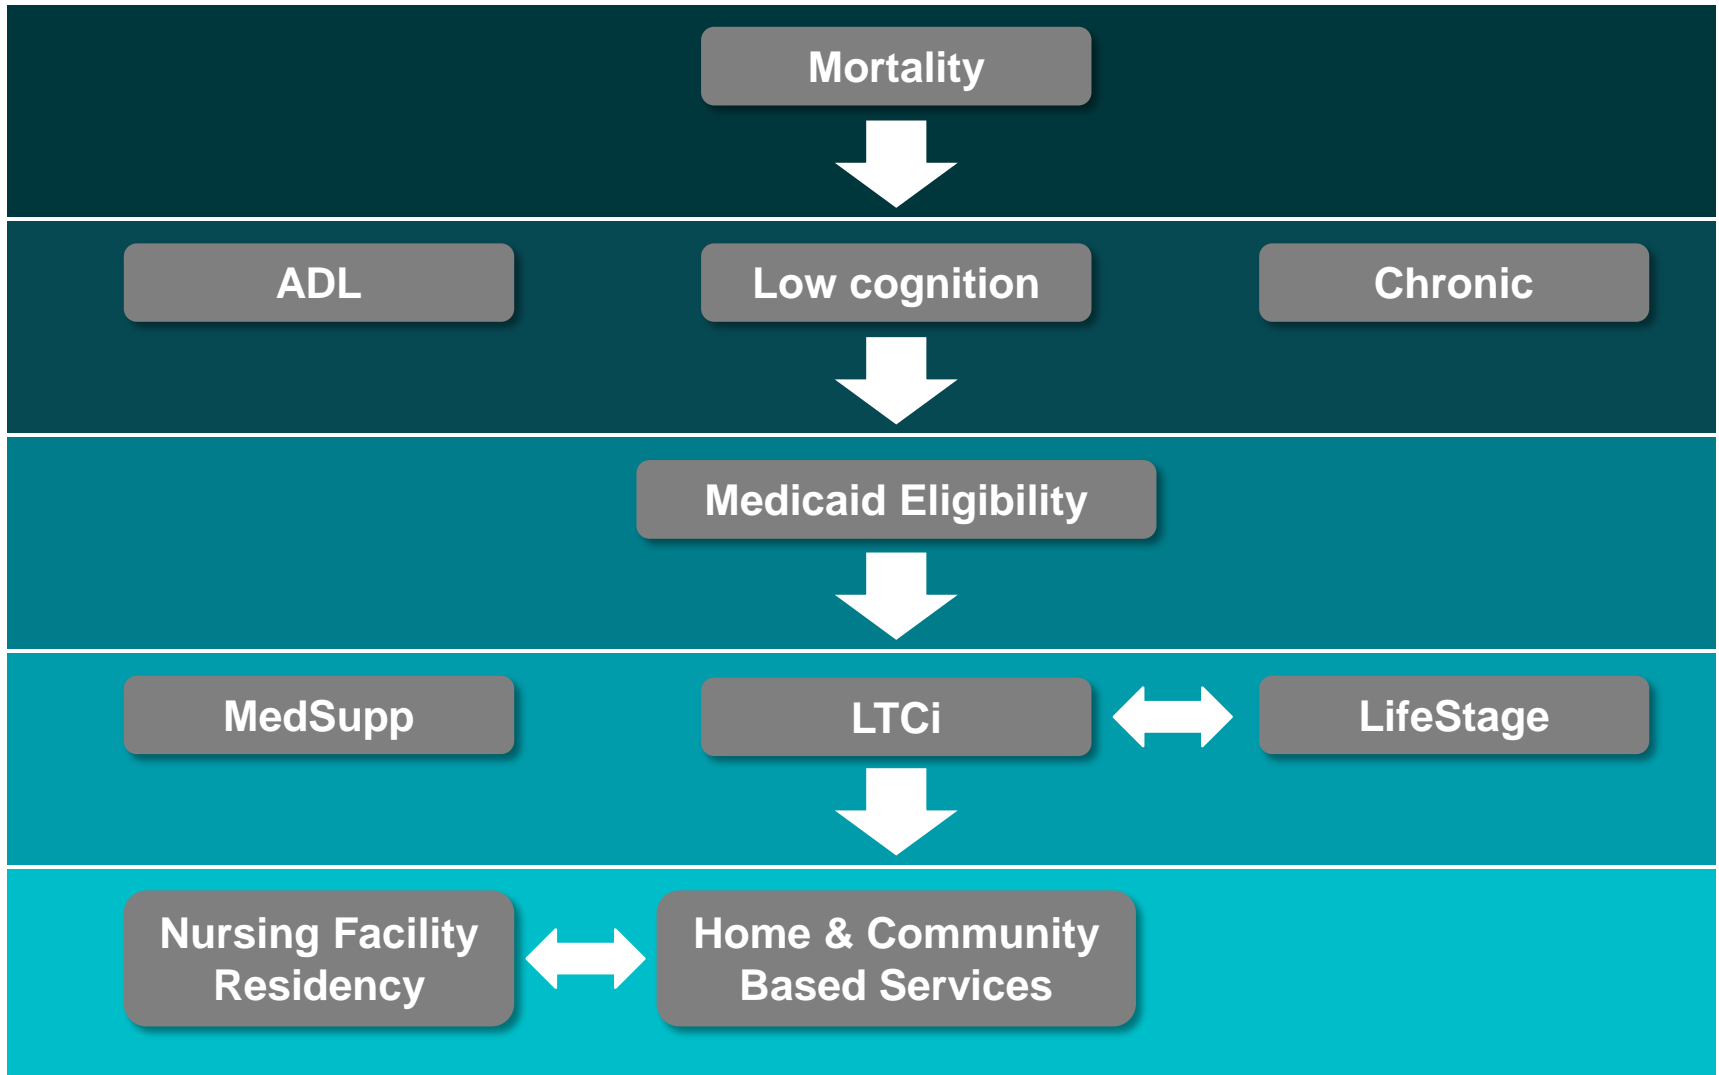 Mortality
ADL
Low cognition
Chronic
Medicaid Eligibility
MedSupp
LTCi
LifeStage
Nursing Facility
Residency
Home & Community
Based Services